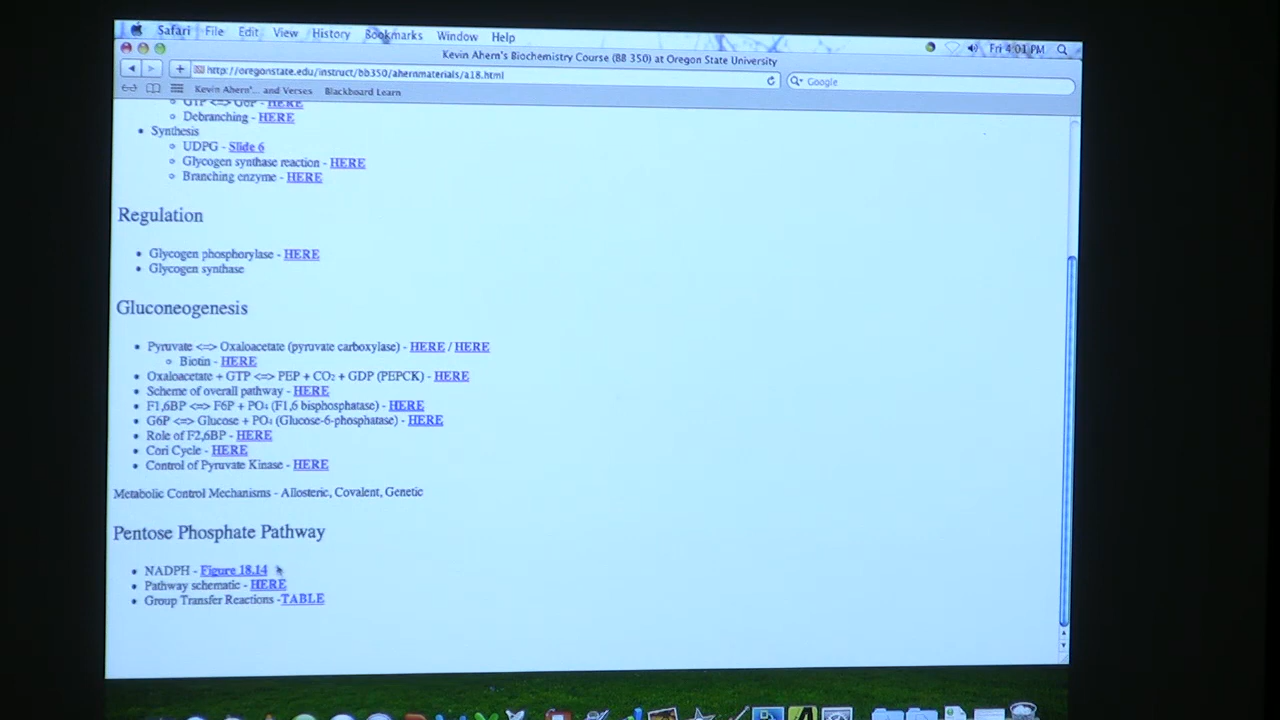 Safari File Edit View History Bookmarks Window Help Fri 4:01 PM
Kevin Ahern's Biochemistry Course (BB 350) at Oregon State University
http://oregonstate.edu/instruct/bb350/ahernmaterials/a18.html Google
Kevin Ahern'... and Verses Blackboard Learn
HERE
Debranching - HERE
Synthesis
UDPG - Slide 6
Glycogen synthase reaction - HERE
Branching enzyme - HERE
Regulation
Glycogen phosphorylase - HERE
Glycogen synthase
Gluconeogenesis
Pyruvate <=> Oxaloacetate (pyruvate carboxylase) - HERE / HERE
Biotin - HERE
Oxaloacetate + GTP <=> PEP + CO₂ + GDP (PEPCK) - HERE
Scheme of overall pathway - HERE
F1,6BP <=> F6P + PO₄ (F1,6 bisphosphatase) - HERE
G6P <=> Glucose + PO₄ (Glucose-6-phosphatase) - HERE
Role of F2,6BP - HERE
Cori Cycle - HERE
Control of Pyruvate Kinase - HERE
Metabolic Control Mechanisms - Allosteric, Covalent, Genetic
Pentose Phosphate Pathway
NADPH - Figure 18.14
Pathway schematic - HERE
Group Transfer Reactions -TABLE